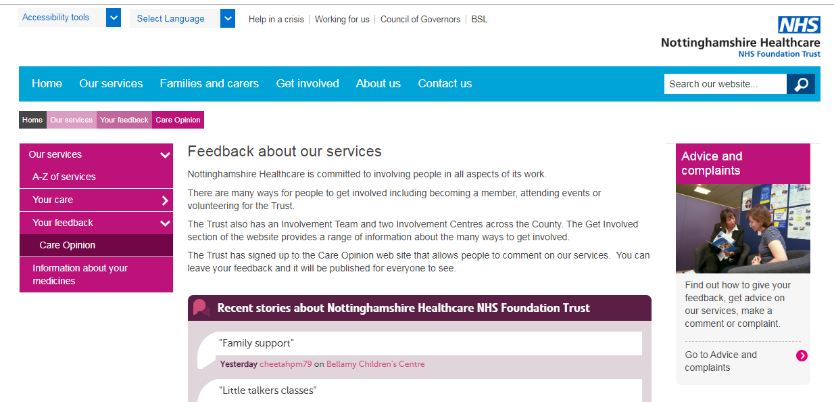 Accessibility tools
Select Language
Help in a crisis | Working for us | Council of Governors | BSL
NHS
Nottinghamshire Healthcare
NHS Foundation Trust
Home Our services Families and carers Get involved About us Contact us
Search our website...
Home Our services Your feedback Care Opinion
Our services
A-Z of services
Your care
Your feedback
Care Opinion
Information about your
medicines
Feedback about our services
Nottinghamshire Healthcare is committed to involving people in all aspects of its work.
There are many ways for people to get involved including becoming a member, attending events or
volunteering for the Trust.
The Trust also has an Involvement Team and two Involvement Centres across the County. The Get Involved
section of the website provides a range of information about the many ways to get involved.
The Trust has signed up to the Care Opinion web site that allows people to comment on our services. You can
leave your feedback and it will be published for everyone to see.
Recent stories about Nottinghamshire Healthcare NHS Foundation Trust
"Family support"
Yesterday cheetahpm79 on Bellamy Children's Centre
"Little talkers classes"
Advice and
complaints
Find out how to give your
feedback, get advice on
our services, make a
comment or complaint.
Go to Advice and
complaints